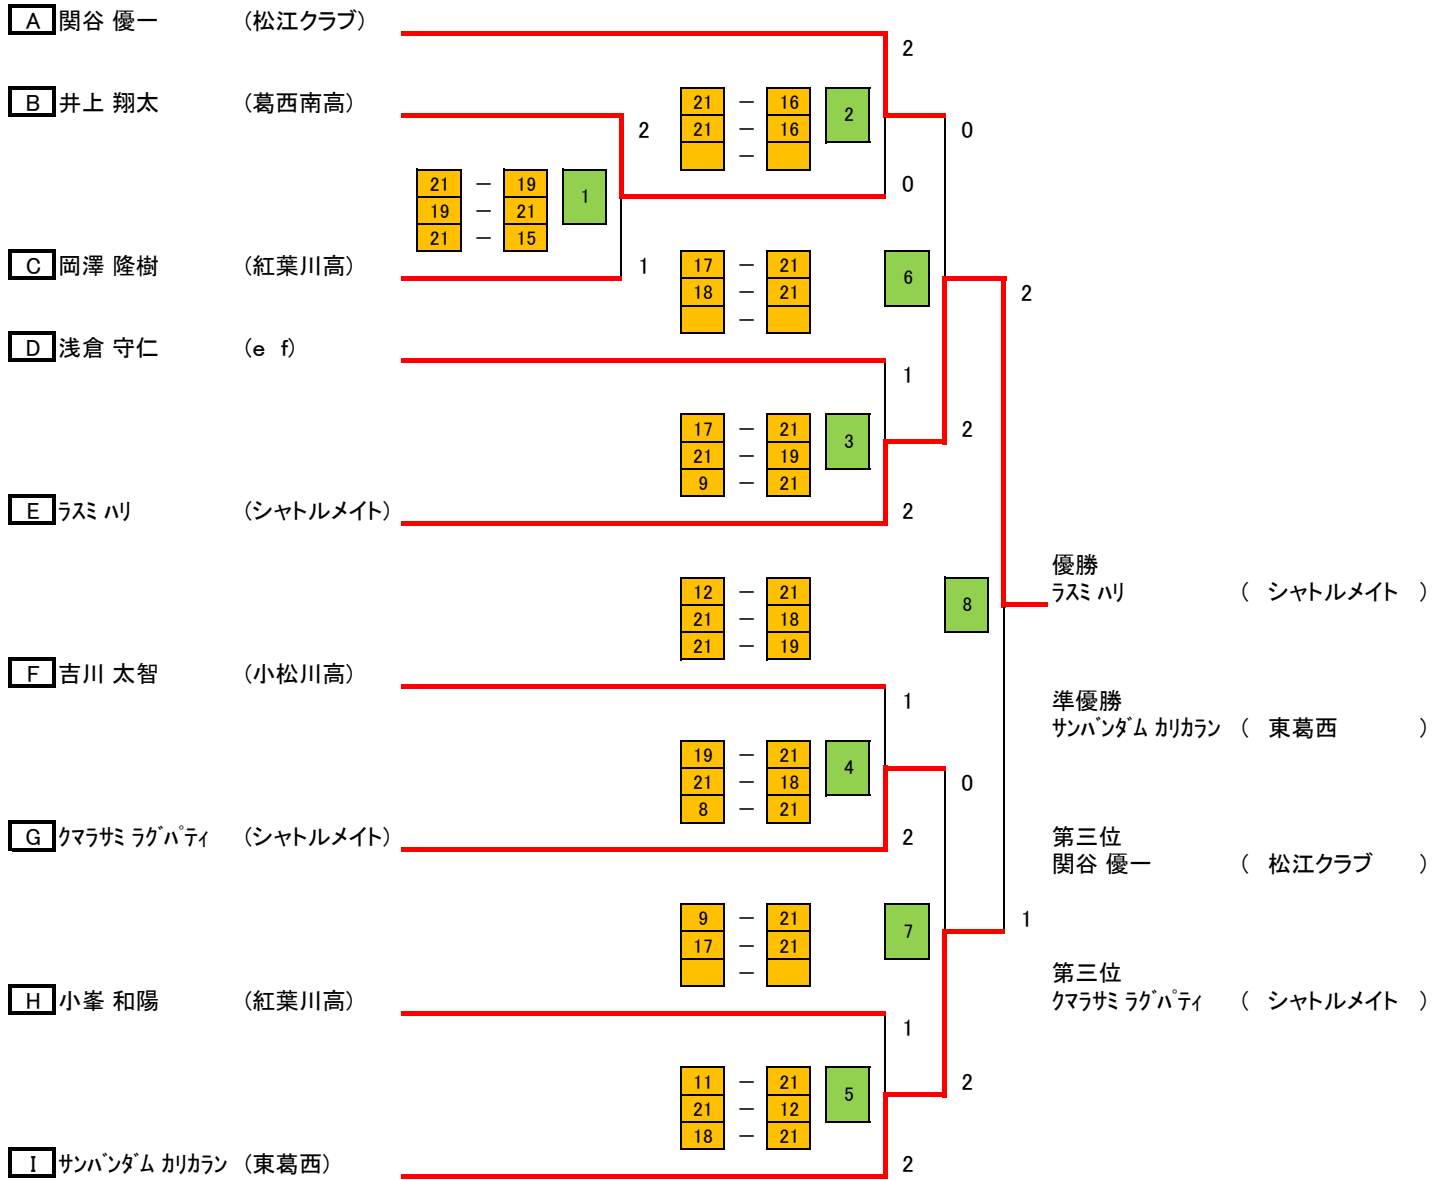 A 関谷 優一 (松江クラブ)
2
B 井上 翔太 (葛西南高)
21 － 16 2
2
21 － 16
0
－
21 － 19 1
0
19 － 21
21 － 15
C 岡澤 隆樹 (紅葉川高)
1
17 － 21 6
18 － 21
2
－
D 浅倉 守仁 (e f)
1
17 － 21 3
2
21 － 19
9 － 21
E ﾗｽﾐ ﾊﾘ (シャトルメイト)
2
優勝
12 － 21 8
ﾗｽﾐ ﾊﾘ ( シャトルメイト )
21 － 18
21 － 19
F 吉川 太智 (小松川高)
1
準優勝
ｻﾝﾊﾞﾝﾀﾞﾑ ｶﾘｶﾗﾝ ( 東葛西 )
19 － 21 4
21 － 18
0
8 － 21
G ｸﾏﾗｻﾐ ﾗｸﾞﾊﾟﾃｨ (シャトルメイト)
2
第三位
関谷 優一 ( 松江クラブ )
9 － 21 7
1
17 － 21
－
第三位
H 小峯 和陽 (紅葉川高)
ｸﾏﾗｻﾐ ﾗｸﾞﾊﾟﾃｨ ( シャトルメイト )
1
11 － 21 5
2
21 － 12
18 － 21
I ｻﾝﾊﾞﾝﾀﾞﾑ ｶﾘｶﾗﾝ (東葛西)
2